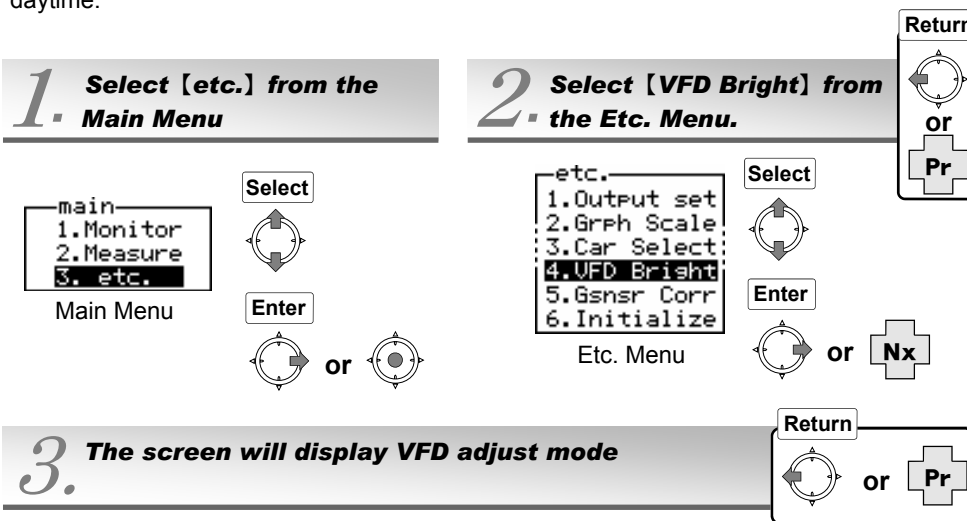 daytime.
Return
1. Select【etc.】from the
Main Menu
2. Select【VFD Bright】from
the Etc. Menu.
or
Pr
main
1.Monitor
2.Measure
3. etc.
Main Menu
Select
Enter
or
etc.
1.Output set
2.Grph Scale
3.Car Select
4.VFD Bright
5.Gsnsr Corr
6.Initialize
Etc. Menu
Select
Enter
or Nx
3. The screen will display VFD adjust mode
Return
or Pr